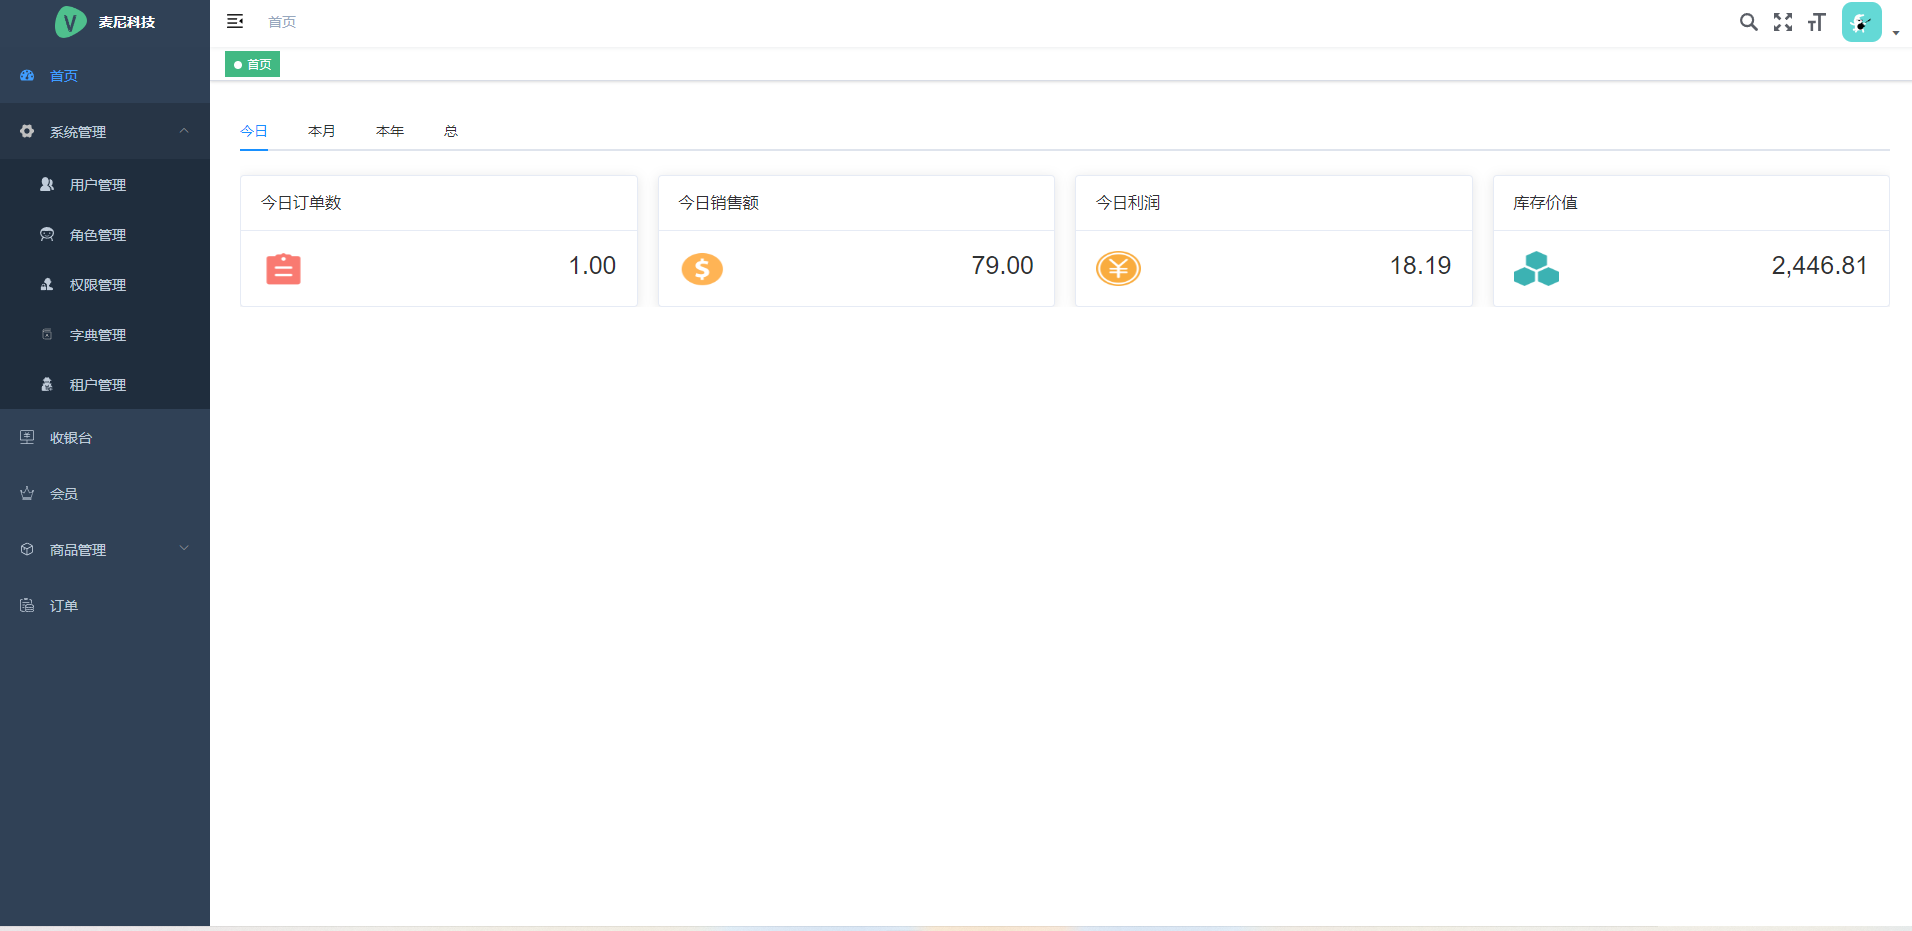 麦尼科技
首页
系统管理
用户管理
角色管理
权限管理
字典管理
租户管理
收银台
会员
商品管理
订单
首页
首页
今日 本月 本年 总
今日订单数
1.00
今日销售额
79.00
今日利润
18.19
库存价值
2,446.81